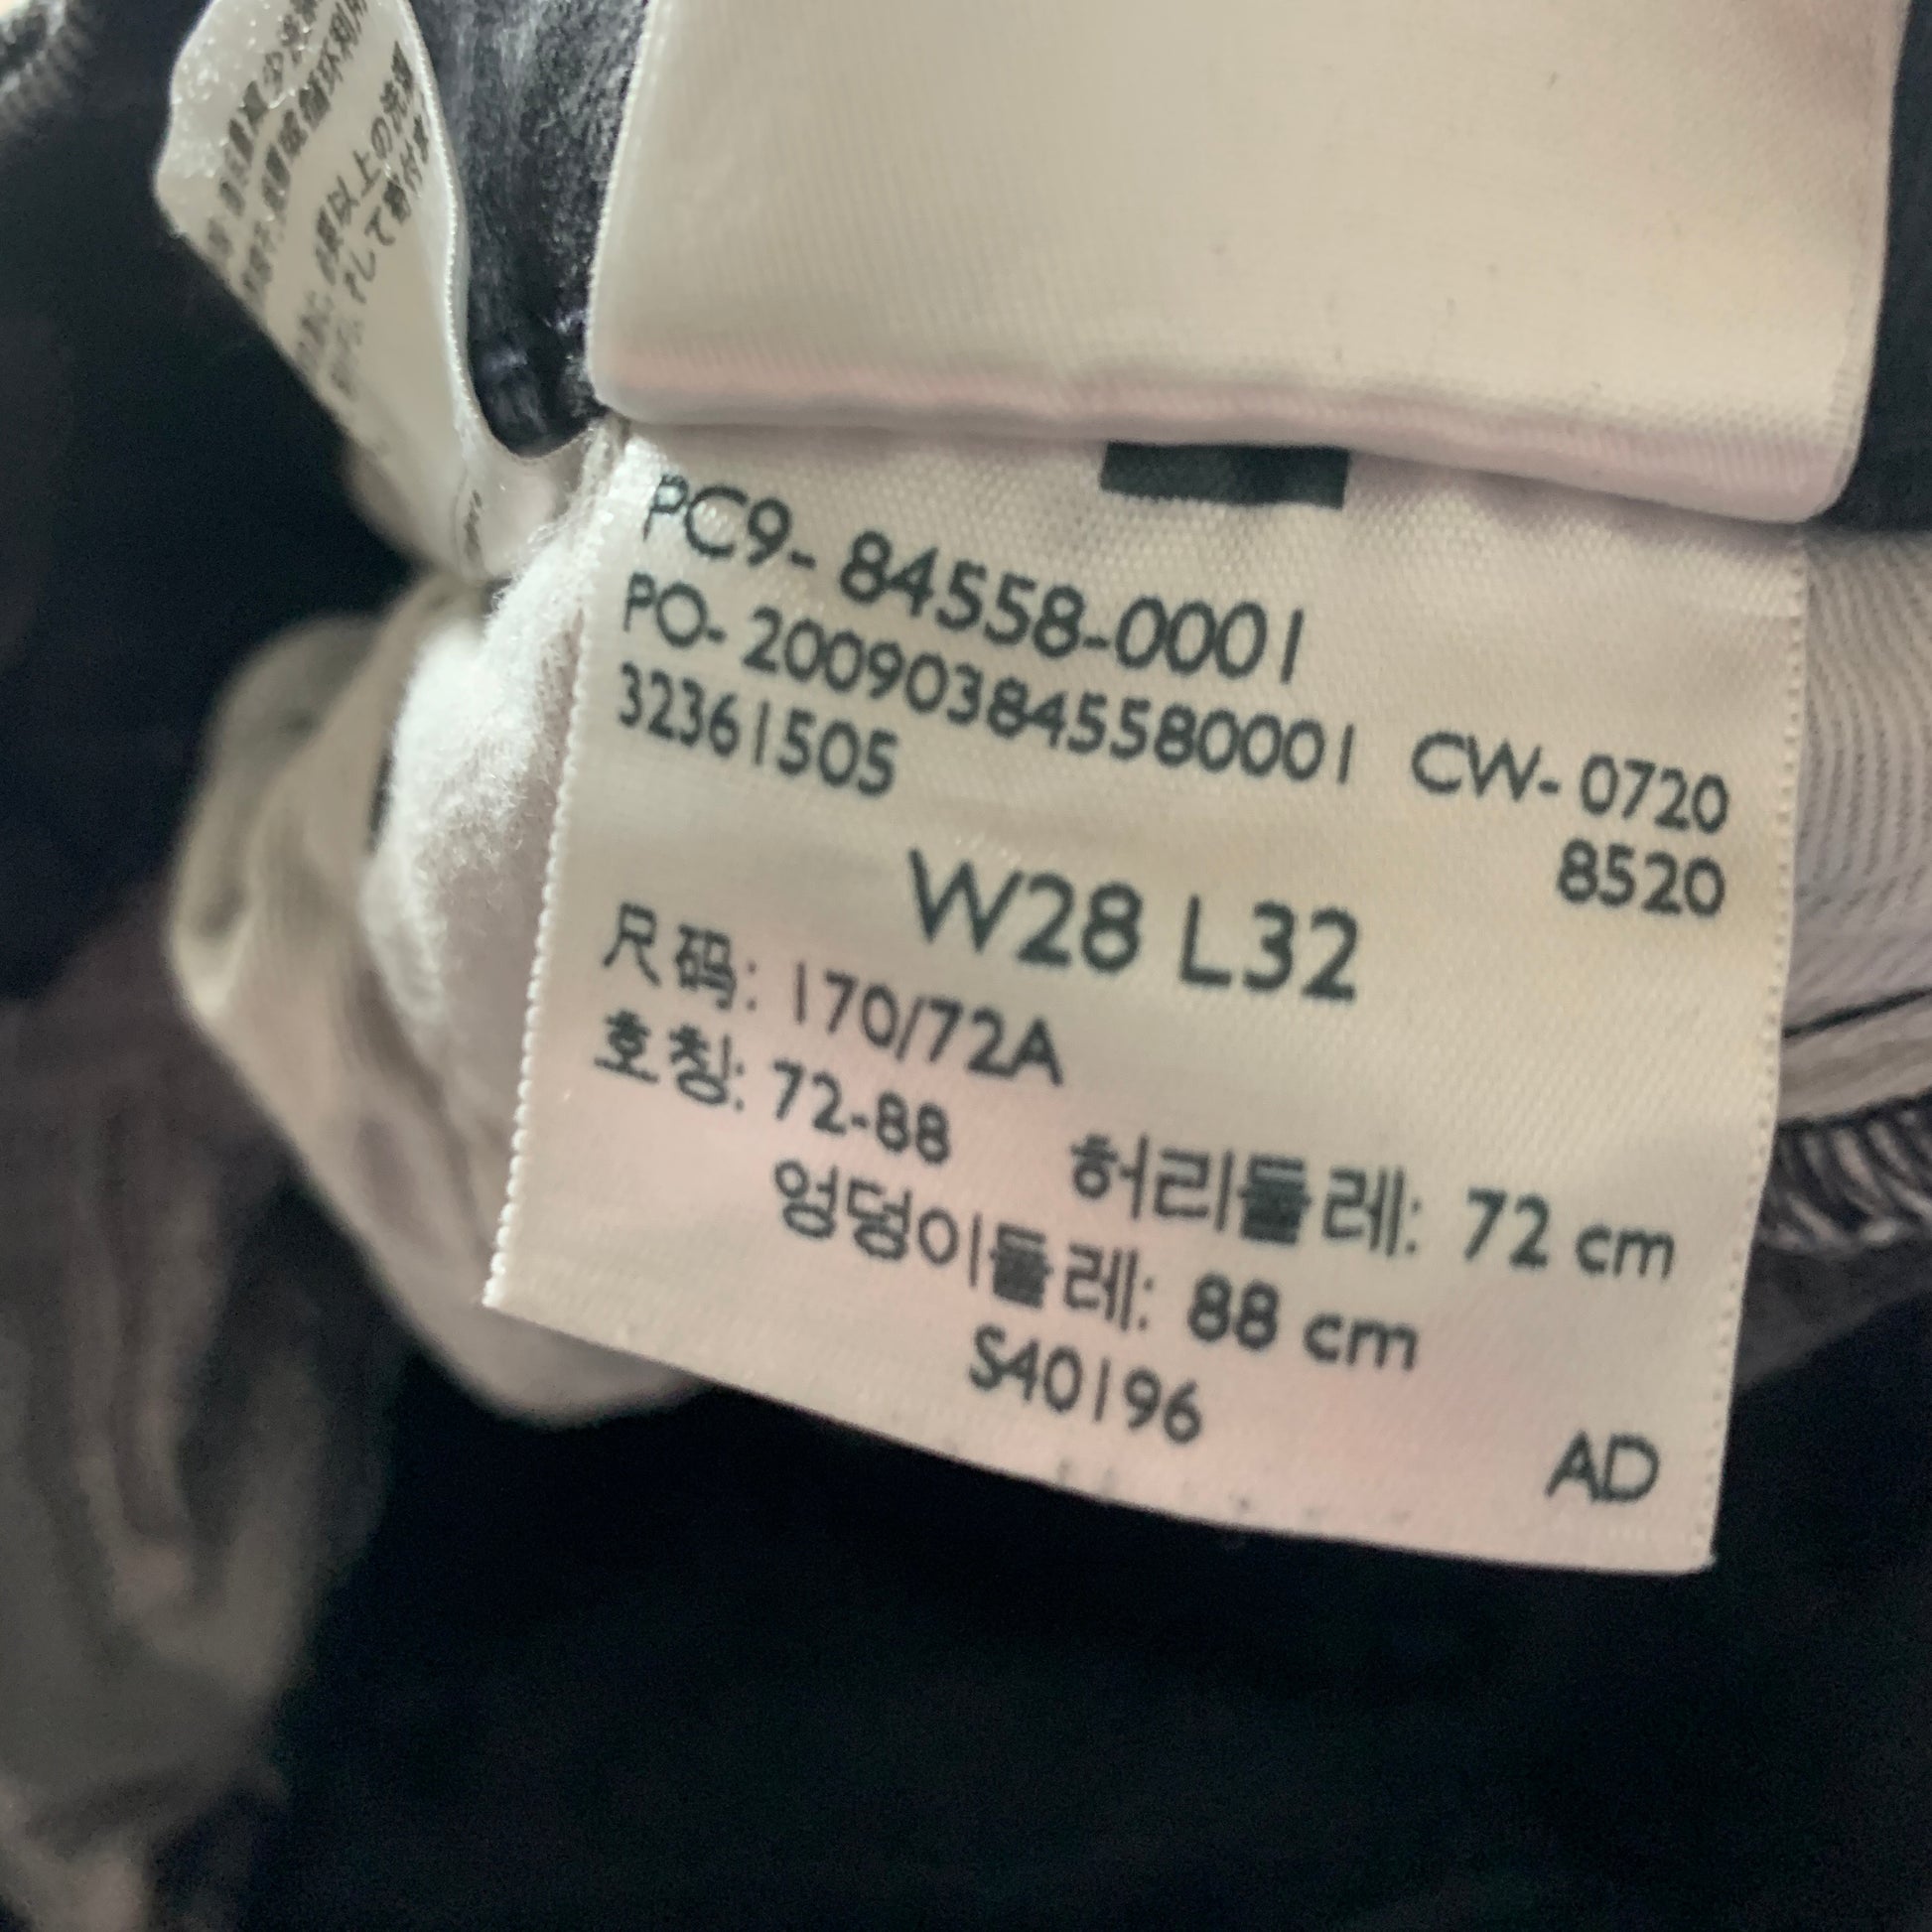 PC9- 84558-0001
PO- 200903845580001 CW- 0720
32361505
8520
W28 L32
尺码: 170/72A
호칭: 72-88 허리둘레: 72 cm
엉덩이둘레: 88 cm
S40196
AD